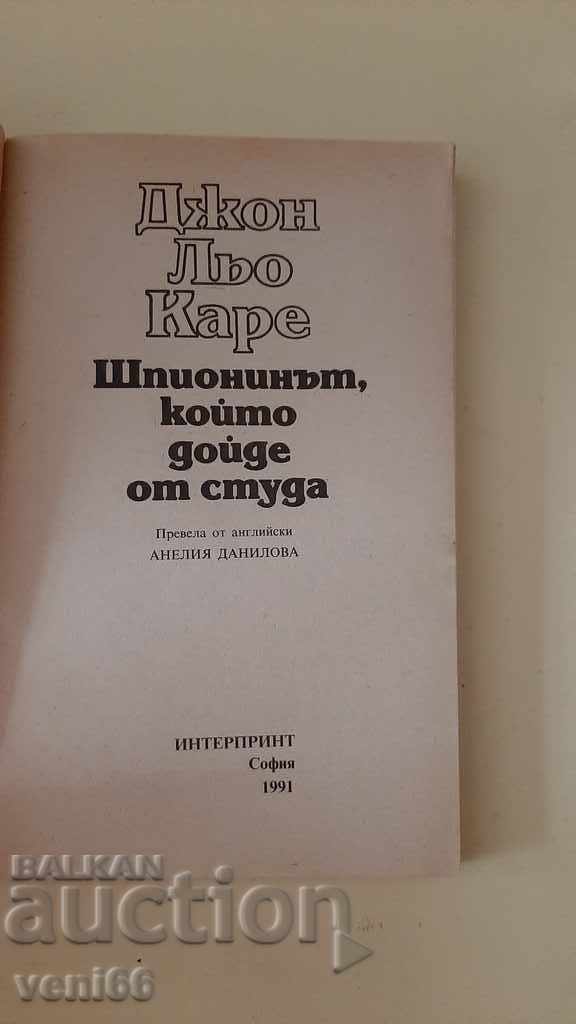 Джон
Льо
Каре
Шпионинът,
който
дойде
от студа
Превела от английски
АНЕЛИЯ ДАНИЛОВА
ИНТЕРПРИНТ
София
1991
BALKAN
auction
veni66